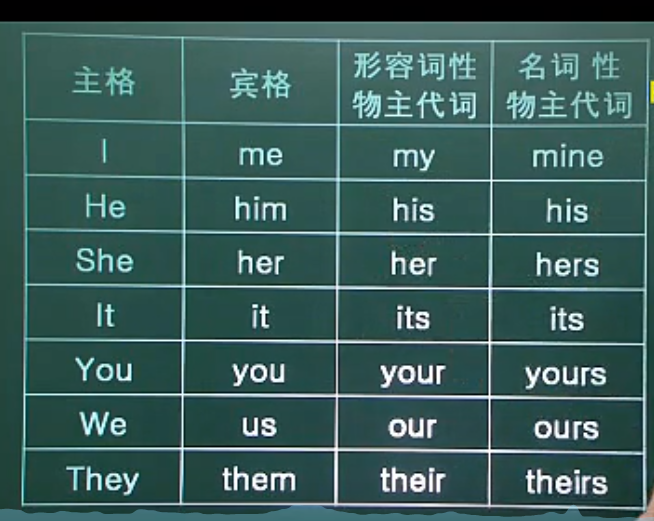 主格 宾格 形容词性物主代词 名词 性物主代词
I me my mine
He him his his
She her her hers
It it its its
You you your yours
We us our ours
They them their theirs